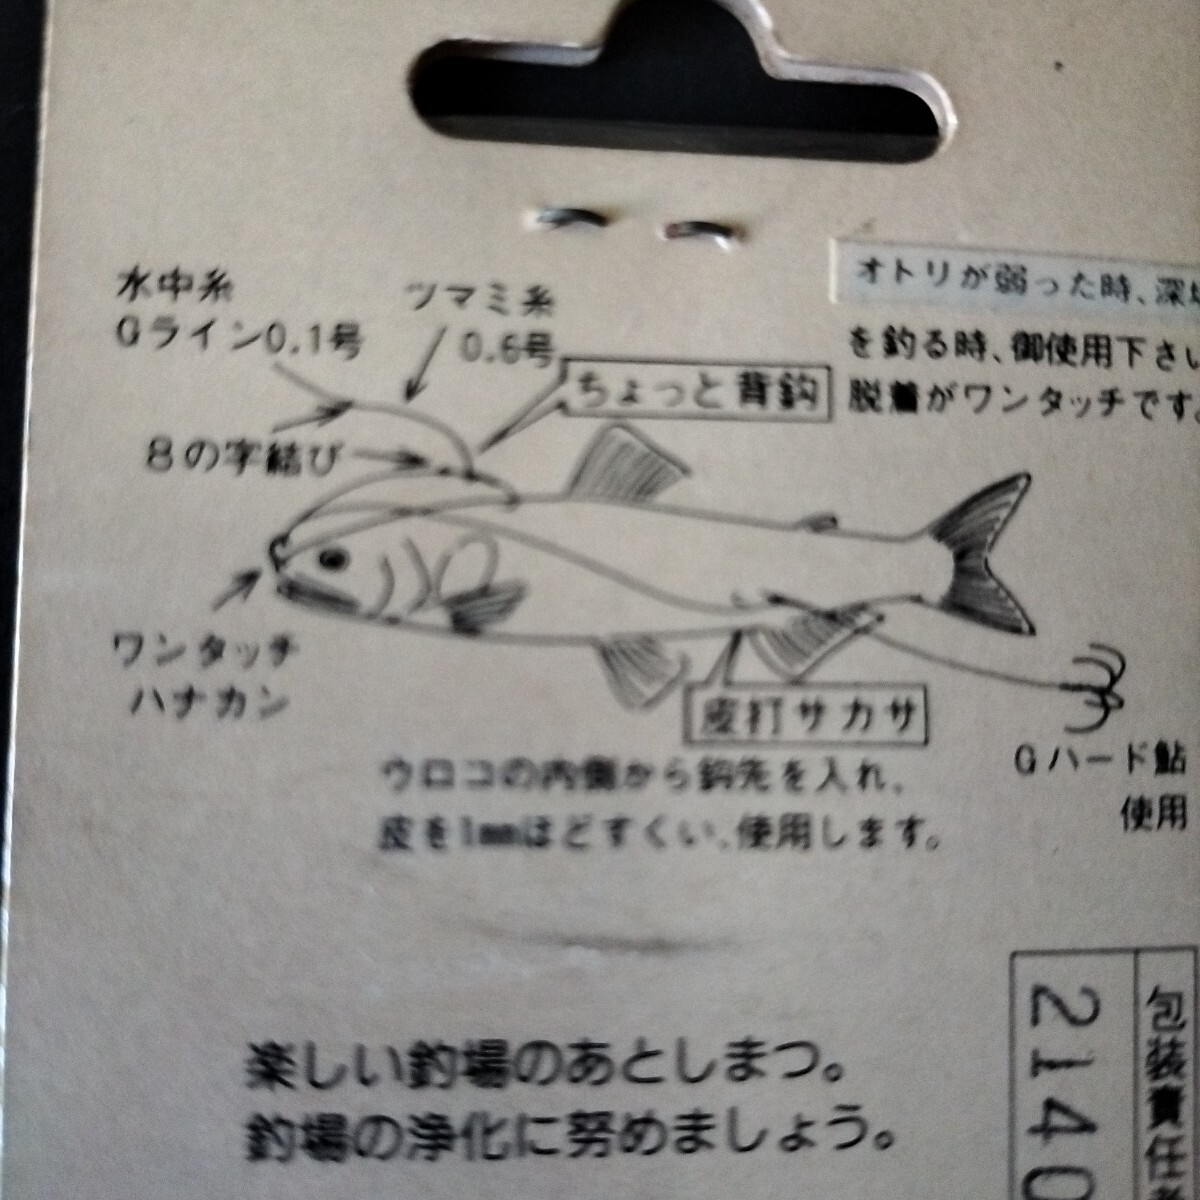 水中糸
Gライン0.1号
ツマミ糸
0.6号
オトリが弱った時、深
を釣る時、御使用下さい
脱着がワンタッチです
ちょっと背鈎
8の字結び
ワンタッチ
ハナカン
皮打サカサ
Gハード鮎
使用
ウロコの内側から鈎先を入れ、
皮を1mmほどすくい、使用します。
楽しい釣場のあとしまつ。
釣場の浄化に努めましょう。
包装責任
2140